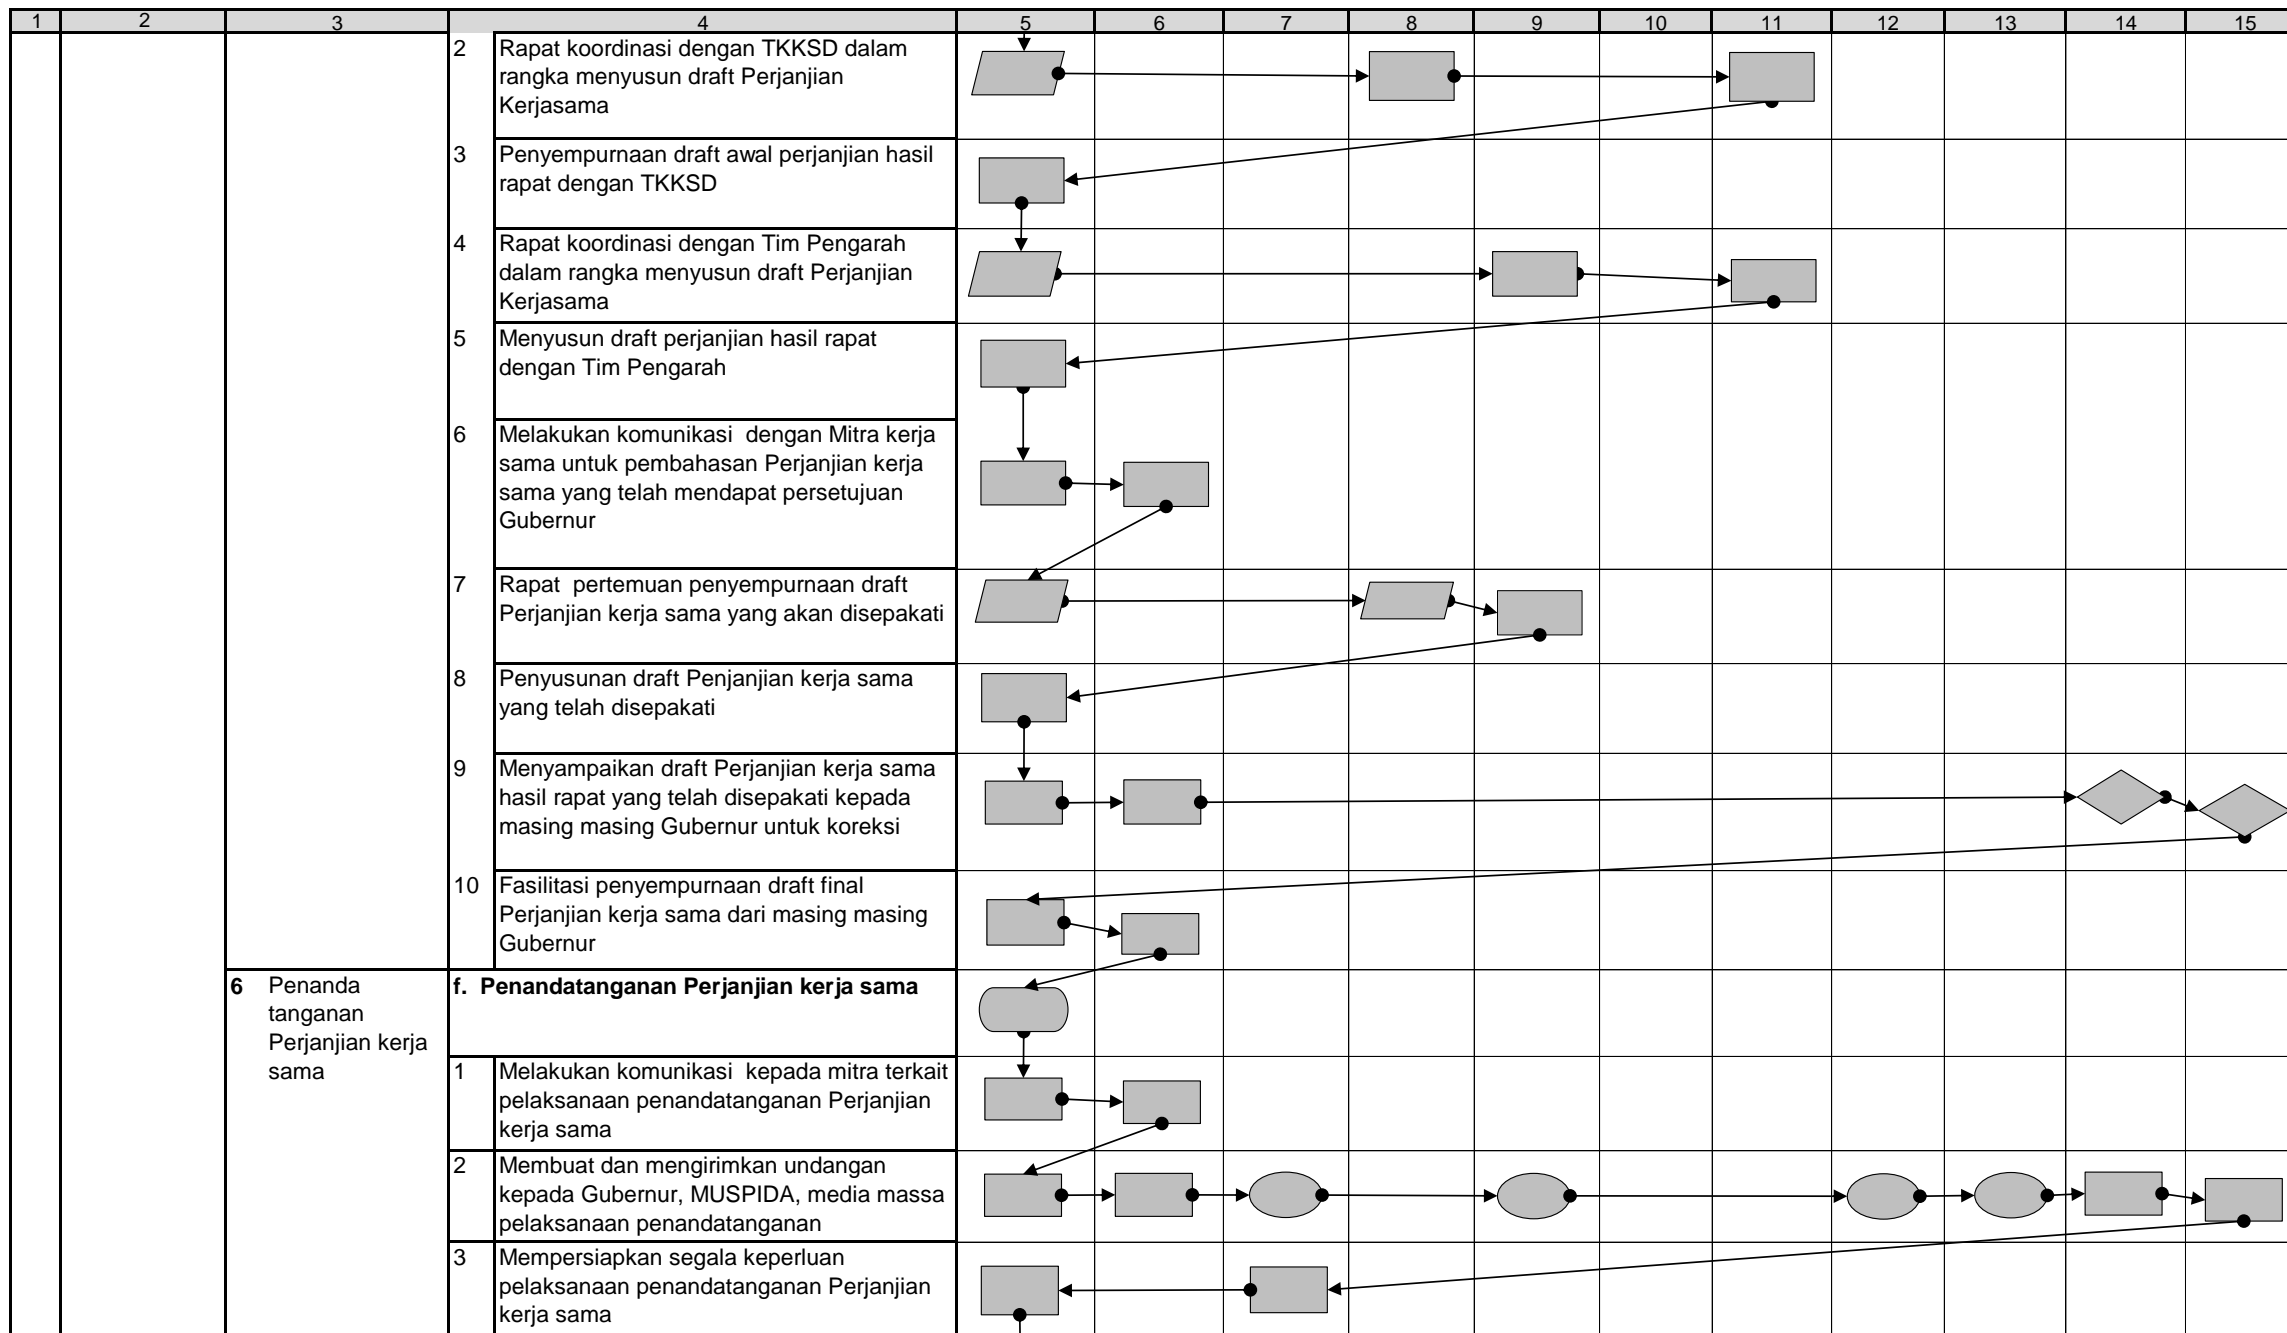 1 2 3 4 5 6 7 8 9 10 11 12 13 14 15
2 Rapat koordinasi dengan TKKSD dalam
rangka menyusun draft Perjanjian
Kerjasama
3 Penyempurnaan draft awal perjanjian hasil
rapat dengan TKKSD
4 Rapat koordinasi dengan Tim Pengarah
dalam rangka menyusun draft Perjanjian
Kerjasama
5 Menyusun draft perjanjian hasil rapat
dengan Tim Pengarah
6 Melakukan komunikasi dengan Mitra kerja
sama untuk pembahasan Perjanjian kerja
sama yang telah mendapat persetujuan
Gubernur
7 Rapat pertemuan penyempurnaan draft
Perjanjian kerja sama yang akan disepakati
8 Penyusunan draft Penjanjian kerja sama
yang telah disepakati
9 Menyampaikan draft Perjanjian kerja sama
hasil rapat yang telah disepakati kepada
masing masing Gubernur untuk koreksi
10 Fasilitasi penyempurnaan draft final
Perjanjian kerja sama dari masing masing
Gubernur
6 Penanda
tanganan
Perjanjian kerja
sama
f. Penandatanganan Perjanjian kerja sama
1 Melakukan komunikasi kepada mitra terkait
pelaksanaan penandatanganan Perjanjian
kerja sama
2 Membuat dan mengirimkan undangan
kepada Gubernur, MUSPIDA, media massa
pelaksanaan penandatanganan
3 Mempersiapkan segala keperluan
pelaksanaan penandatanganan Perjanjian
kerja sama